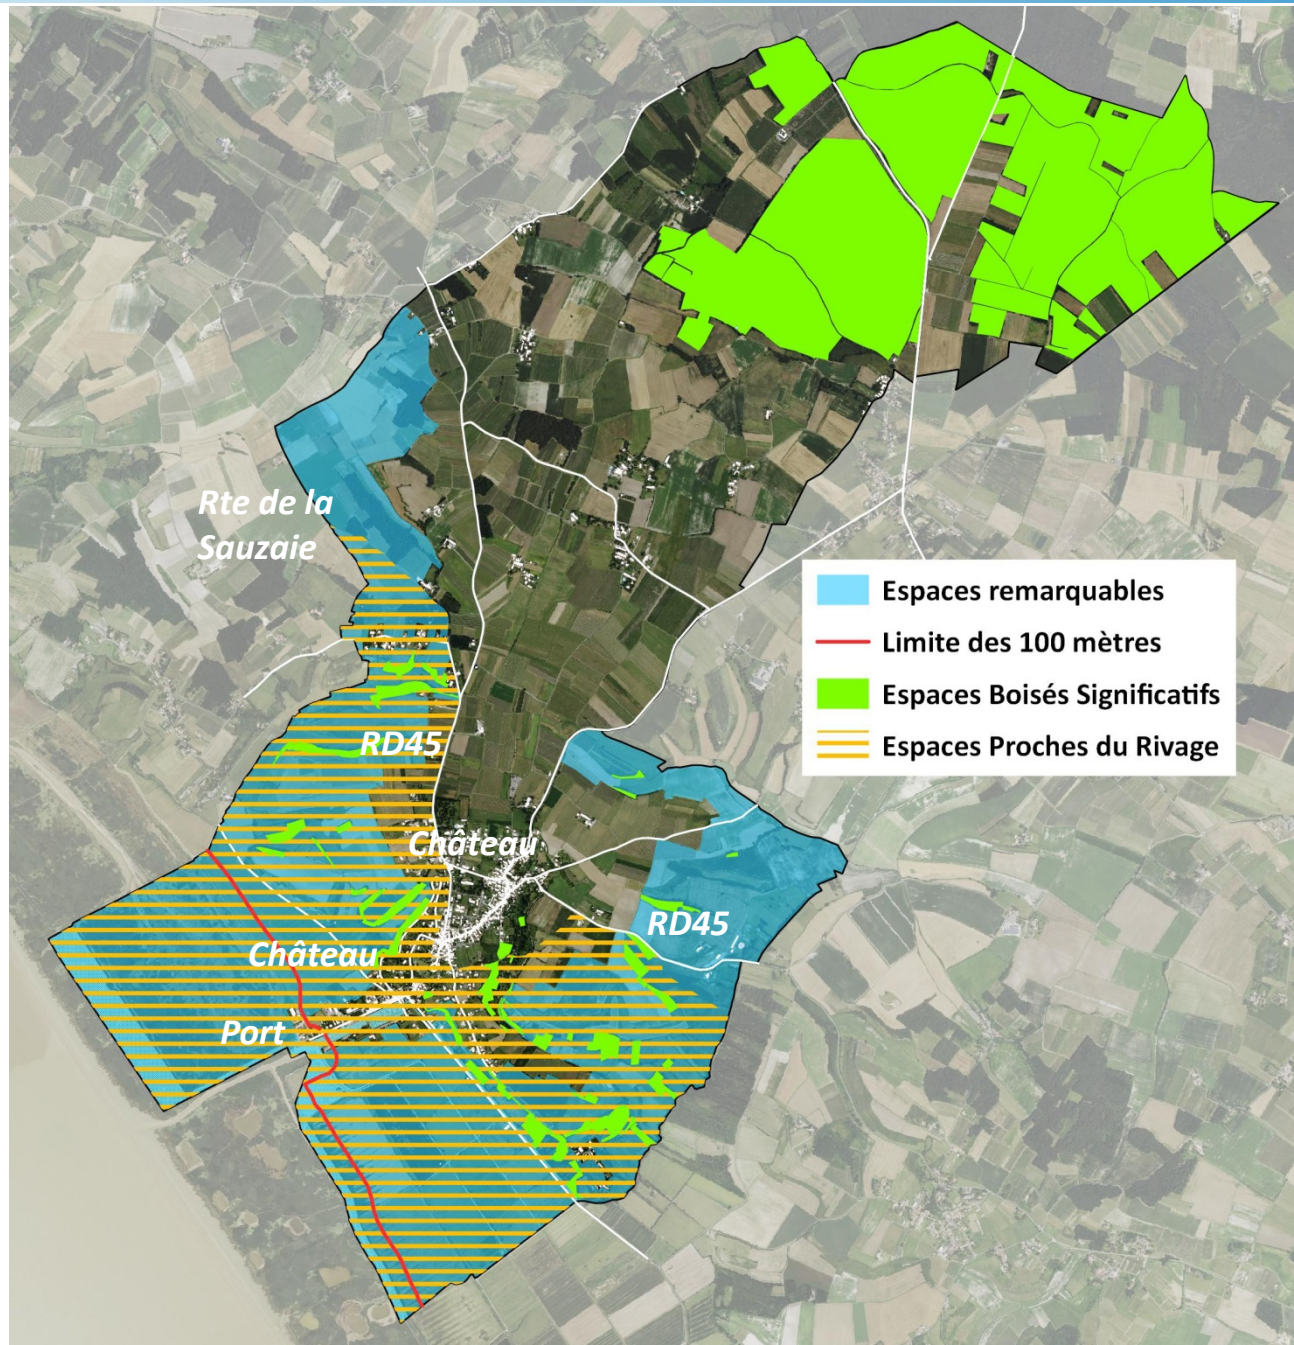 Rte de la
Sauzaie
Espaces remarquables
Limite des 100 mètres
Espaces Boisés Significatifs
Espaces Proches du Rivage
RD45
Château
RD45
Château
Port